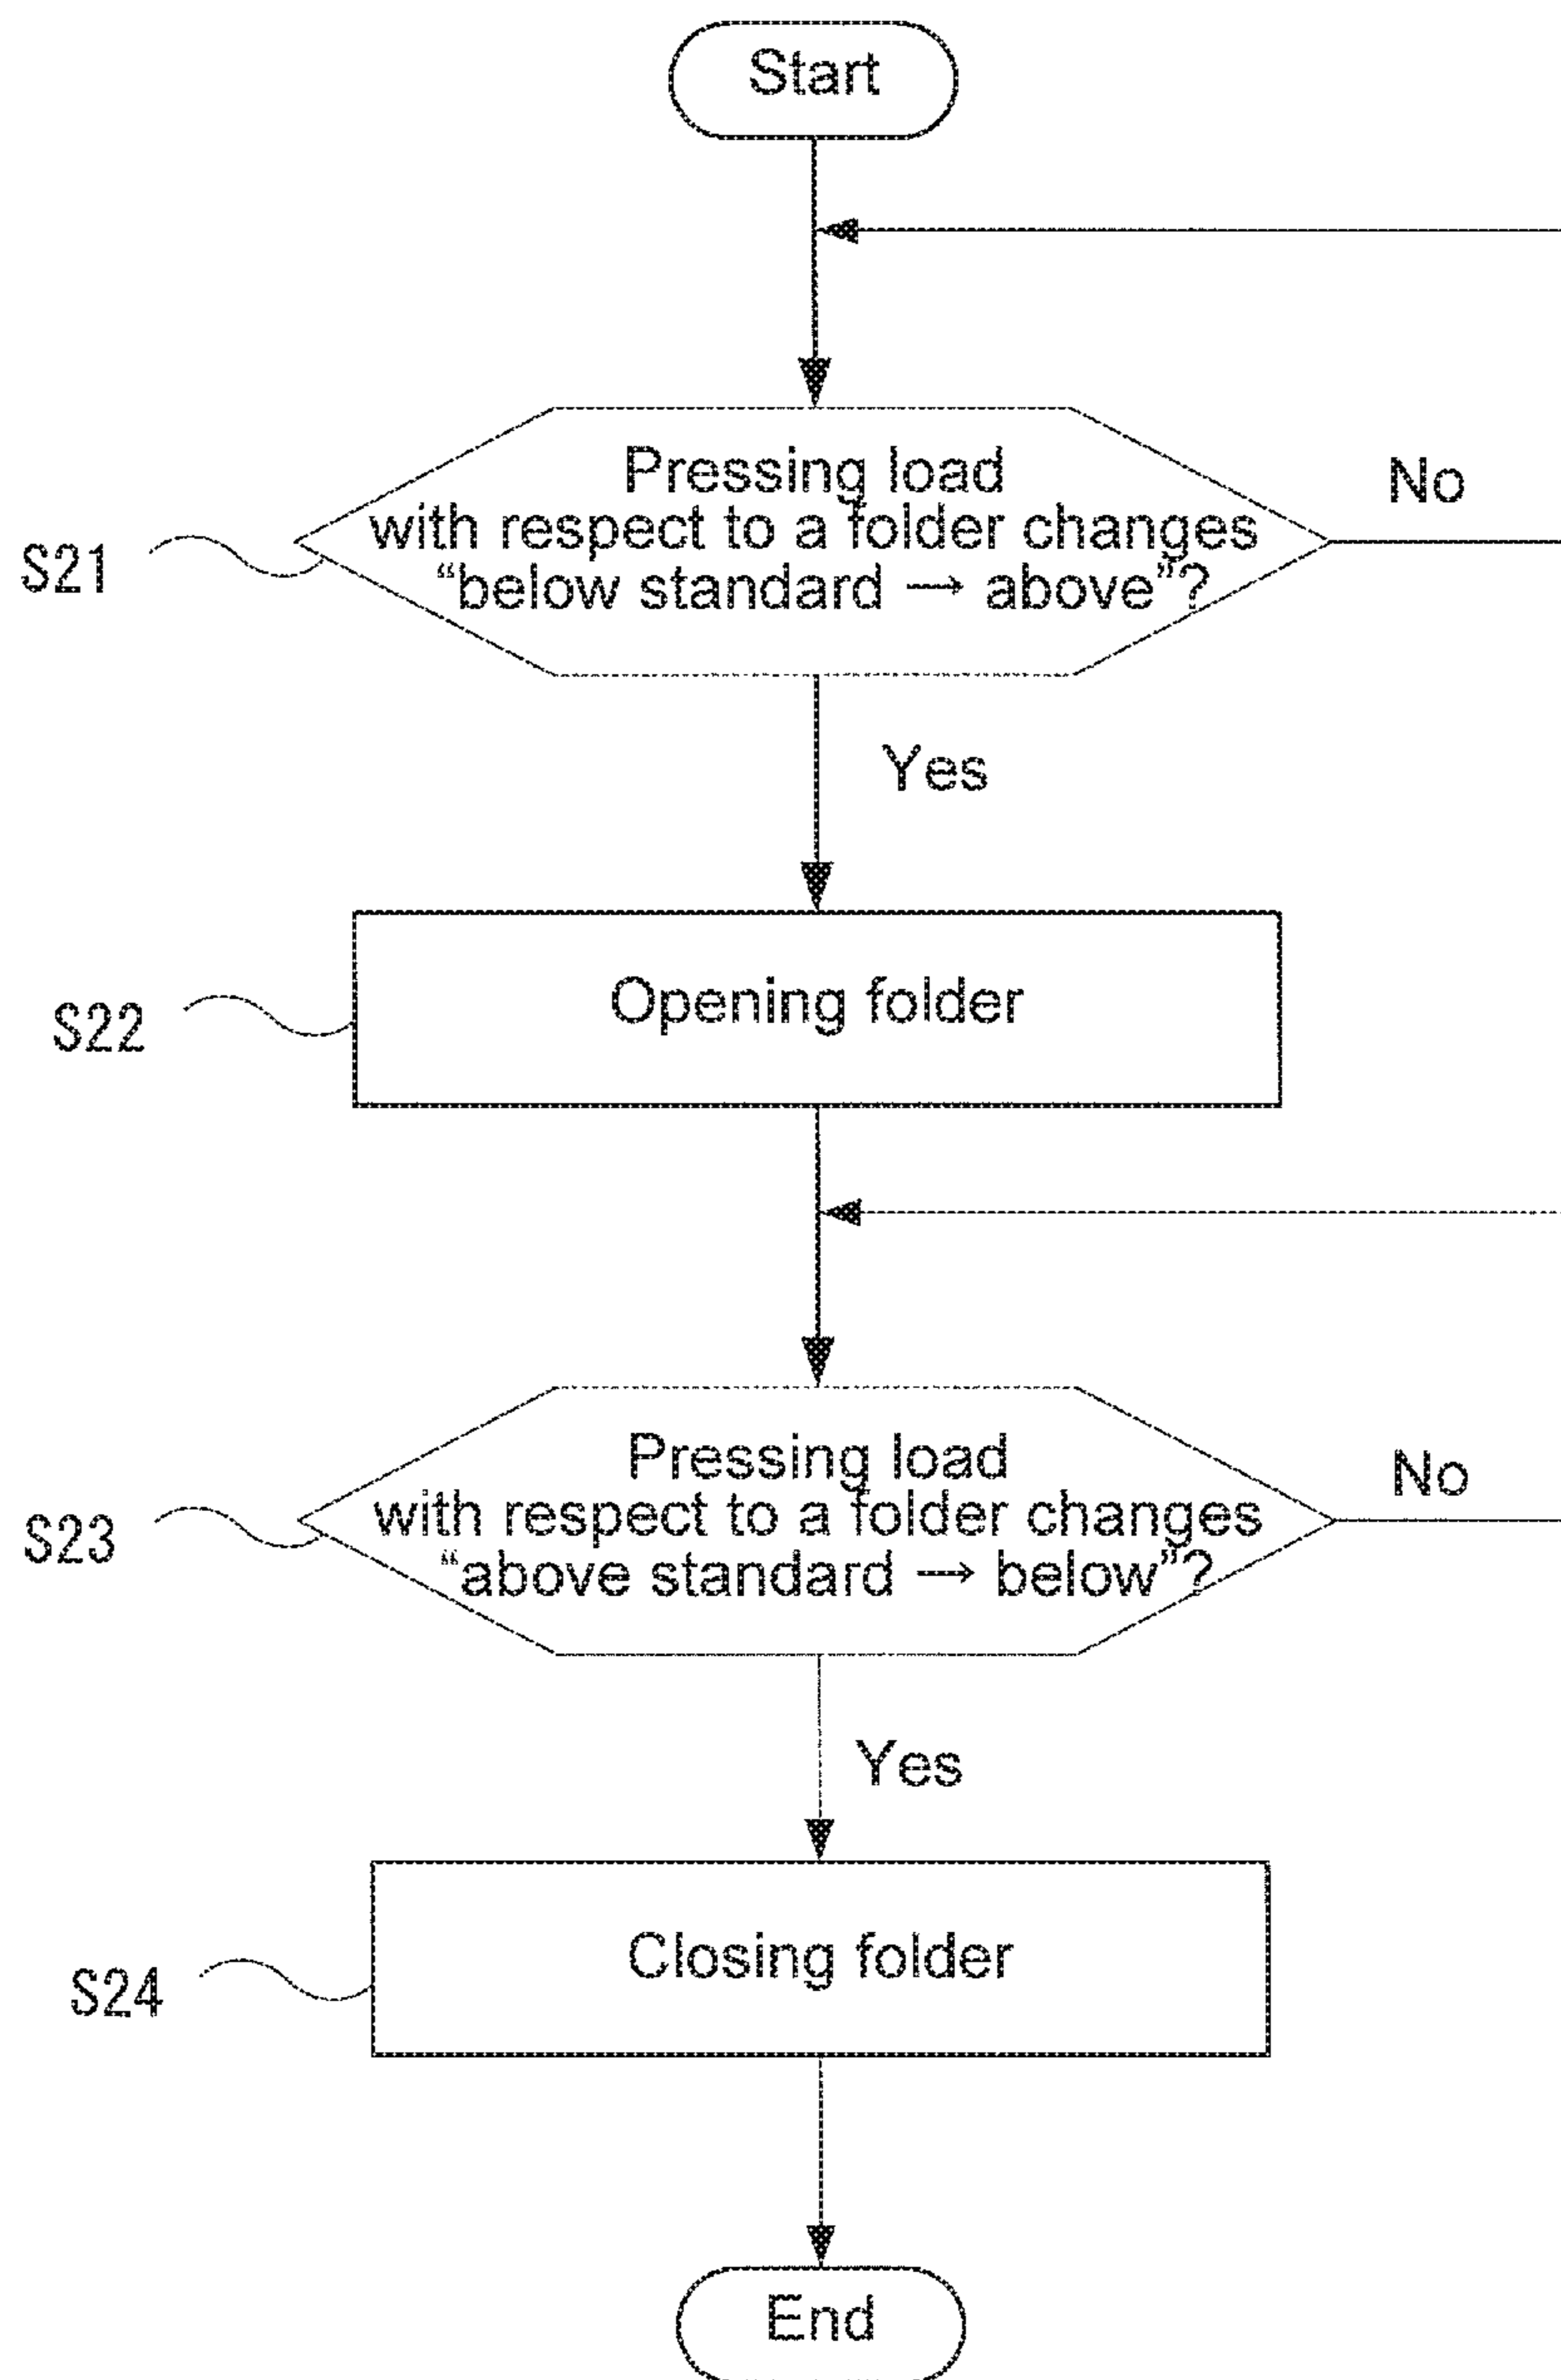 Start
Pressing load
with respect to a folder changes
“below standard → above”?
No
S21
Yes
Opening folder
S22
Pressing load
with respect to a folder changes
“above standard → below”?
No
S23
Yes
Closing folder
S24
End